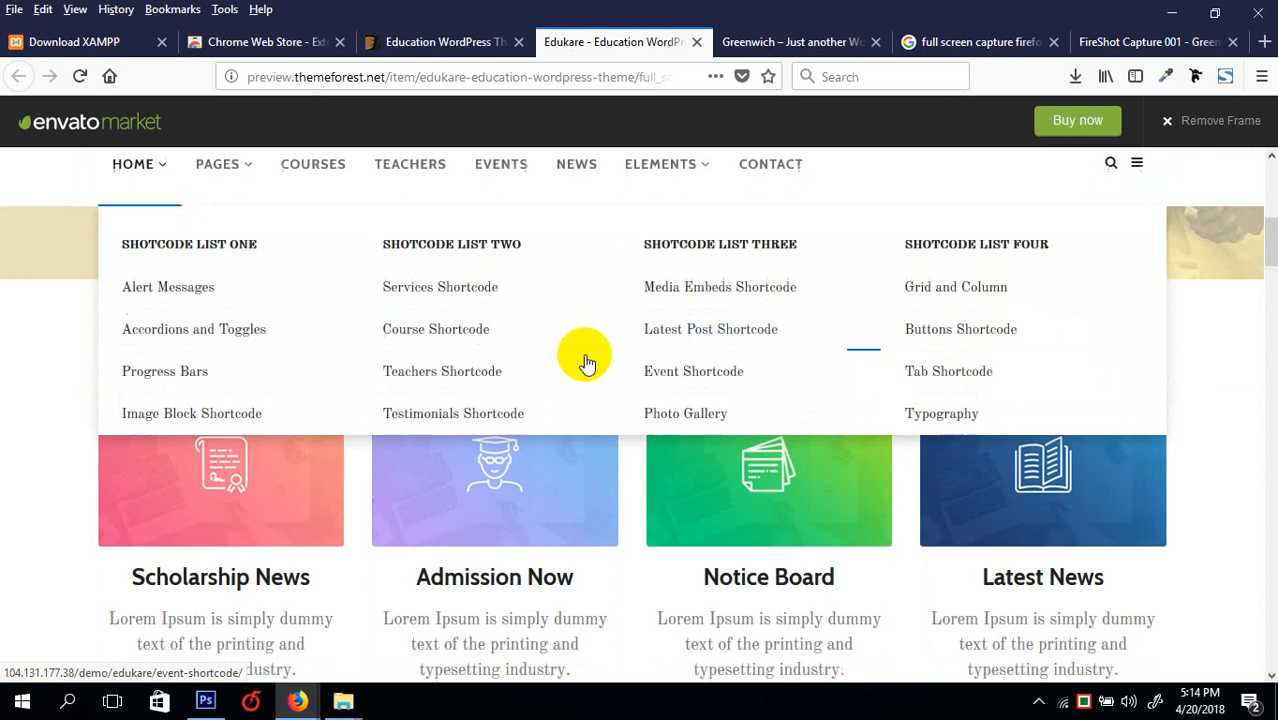 File Edit View History Bookmarks Tools Help
Download XAMPP
Chrome Web Store - Ext
Education WordPress Th
Edukare - Education WordPr
Greenwich – Just another Wo
full screen capture firefo
FireShot Capture 001 - Green
preview.themeforest.net/item/edukare-education-wordpress-theme/full_sc
Search
envatomarket
Buy now
Remove Frame
HOME PAGES COURSES TEACHERS EVENTS NEWS ELEMENTS CONTACT
SHOTCODE LIST ONE SHOTCODE LIST TWO SHOTCODE LIST THREE SHOTCODE LIST FOUR
Alert Messages Services Shortcode Media Embeds Shortcode Grid and Column
Accordions and Toggles Course Shortcode Latest Post Shortcode Buttons Shortcode
Progress Bars Teachers Shortcode Event Shortcode Tab Shortcode
Image Block Shortcode Testimonials Shortcode Photo Gallery Typography
Scholarship News Admission Now Notice Board Latest News
Lorem Ipsum is simply dummy Lorem Ipsum is simply dummy Lorem Ipsum is simply dummy Lorem Ipsum is simply dummy
text of the printing and text of the printing and text of the printing and text of the printing and
dustry. typesetting industry. typesetting industry. typesetting industry.
104.131.177.38/demo/edukare/event-shortcode/
5:14 PM
4/20/2018
2